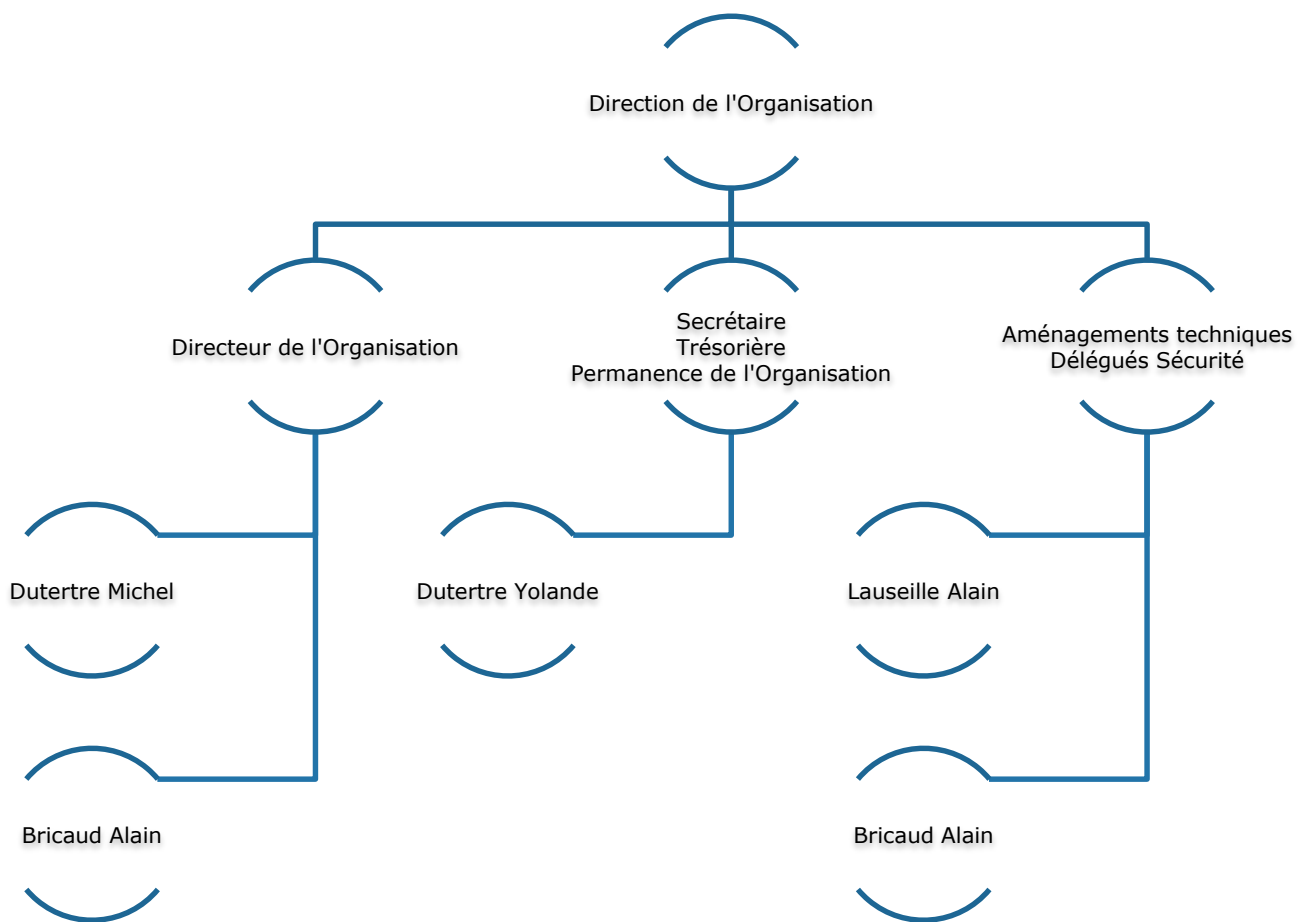 Direction de l'Organisation
Directeur de l'Organisation
Secrétaire
Trésorière
Permanence de l'Organisation
Aménagements techniques
Délégués Sécurité
Dutertre Michel
Dutertre Yolande
Lauseille Alain
Bricaud Alain
Bricaud Alain